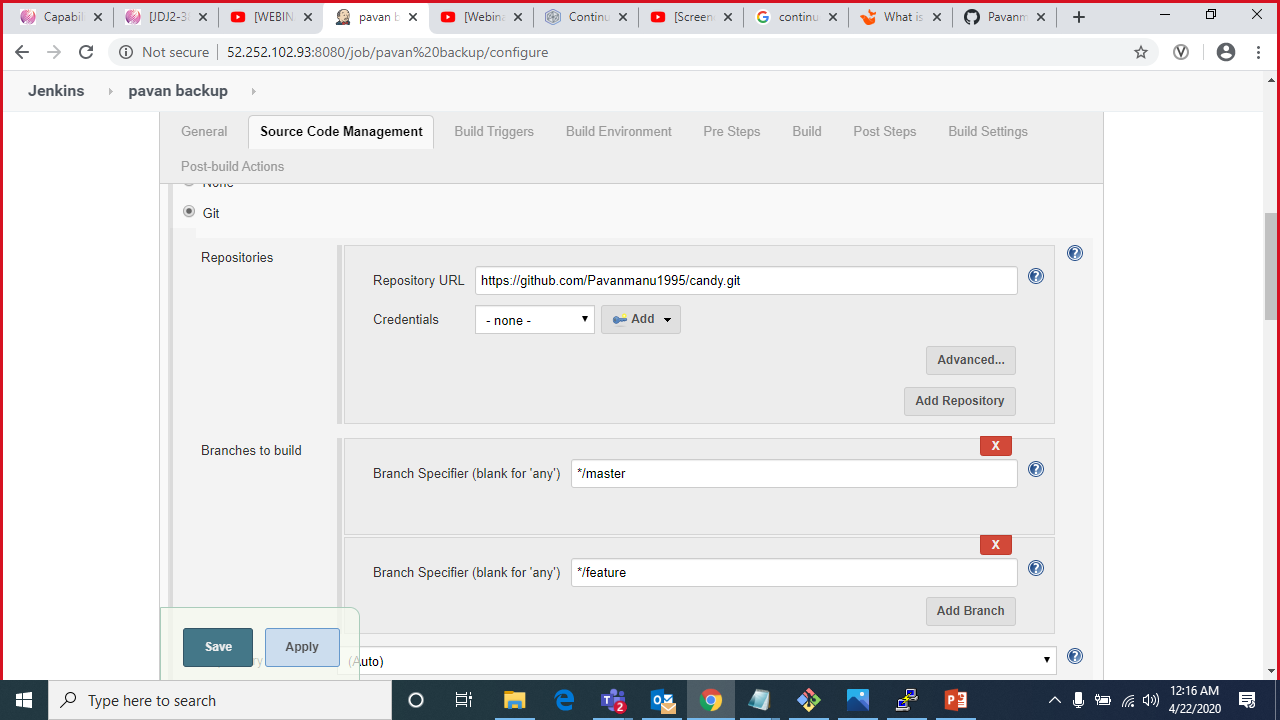 Capabil
[JDJ2-38
[WEBIN
pavan b
[Webina
Continu
[Screen
continu
What is
Pavanm
Not secure
52.252.102.93:8080/job/pavan%20backup/configure
Jenkins
pavan backup
General
Source Code Management
Build Triggers
Build Environment
Pre Steps
Build
Post Steps
Build Settings
Post-build Actions
None
Git
Repositories
Repository URL
https://github.com/Pavanmanu1995/candy.git
Credentials
- none -
Add
Advanced...
Add Repository
Branches to build
X
Branch Specifier (blank for 'any')
*/master
X
Branch Specifier (blank for 'any')
*/feature
Add Branch
Save
Apply
(Auto)
Type here to search
2
12:16 AM
4/22/2020